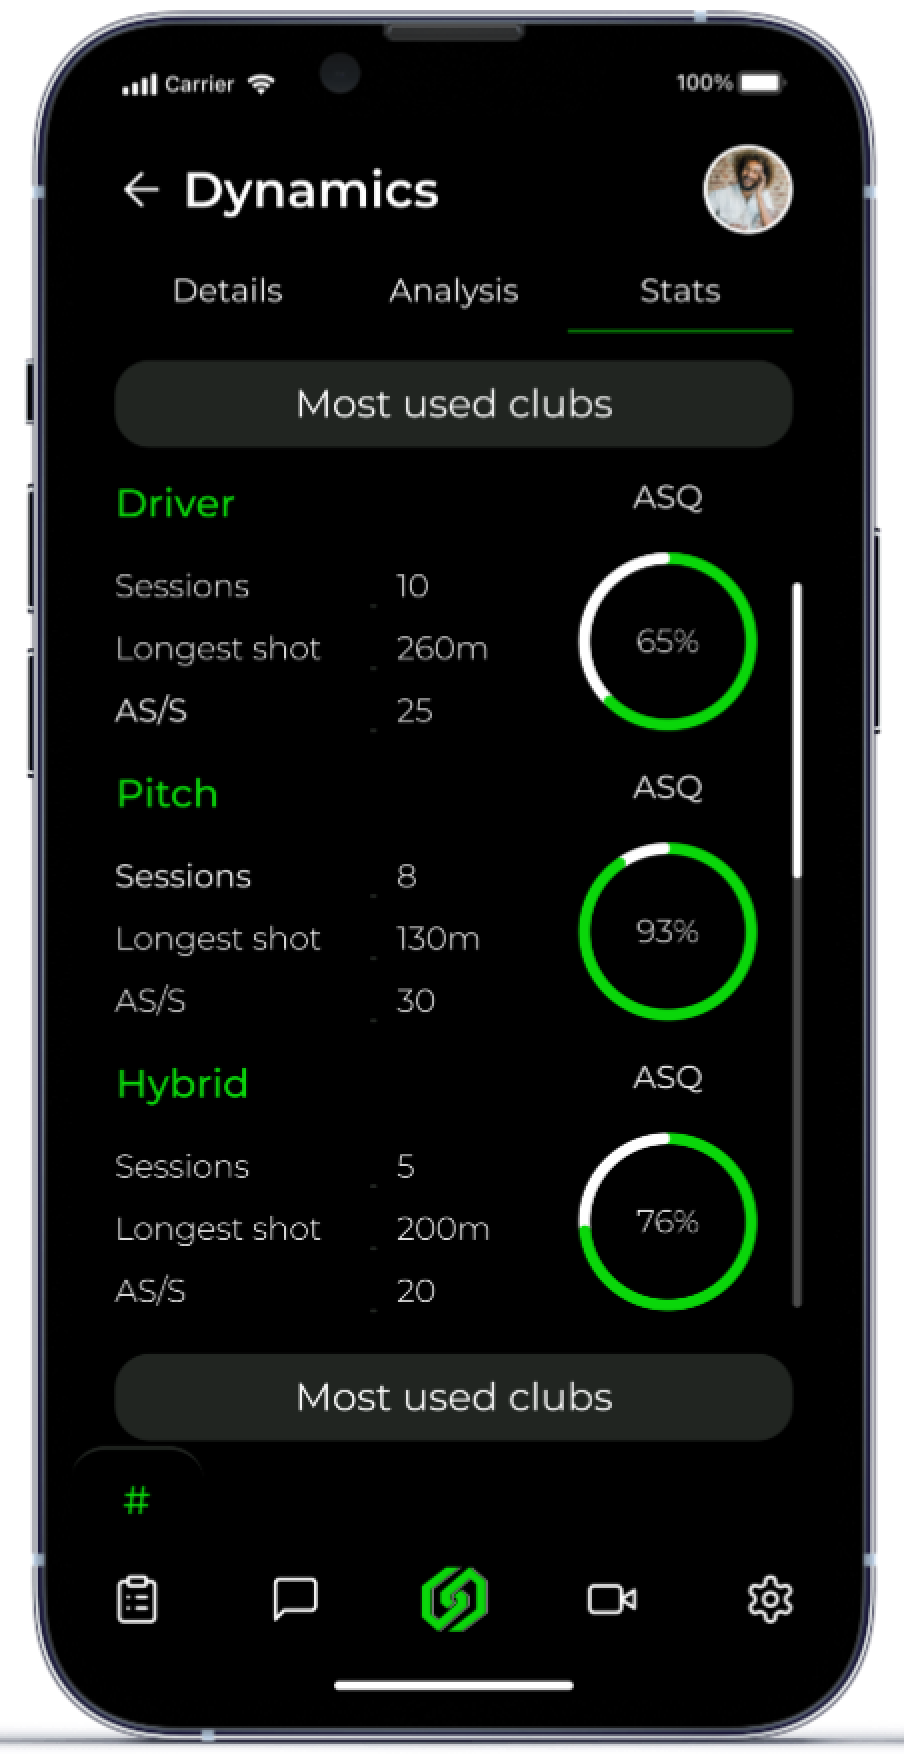 Carrier 100%
Dynamics
Details Analysis Stats
Most used clubs
Driver ASQ
Sessions 10
Longest shot 260m
65%
AS/S 25
Pitch ASQ
Sessions 8
Longest shot 130m
93%
AS/S 30
Hybrid ASQ
Sessions 5
Longest shot 200m
76%
AS/S 20
Most used clubs
#